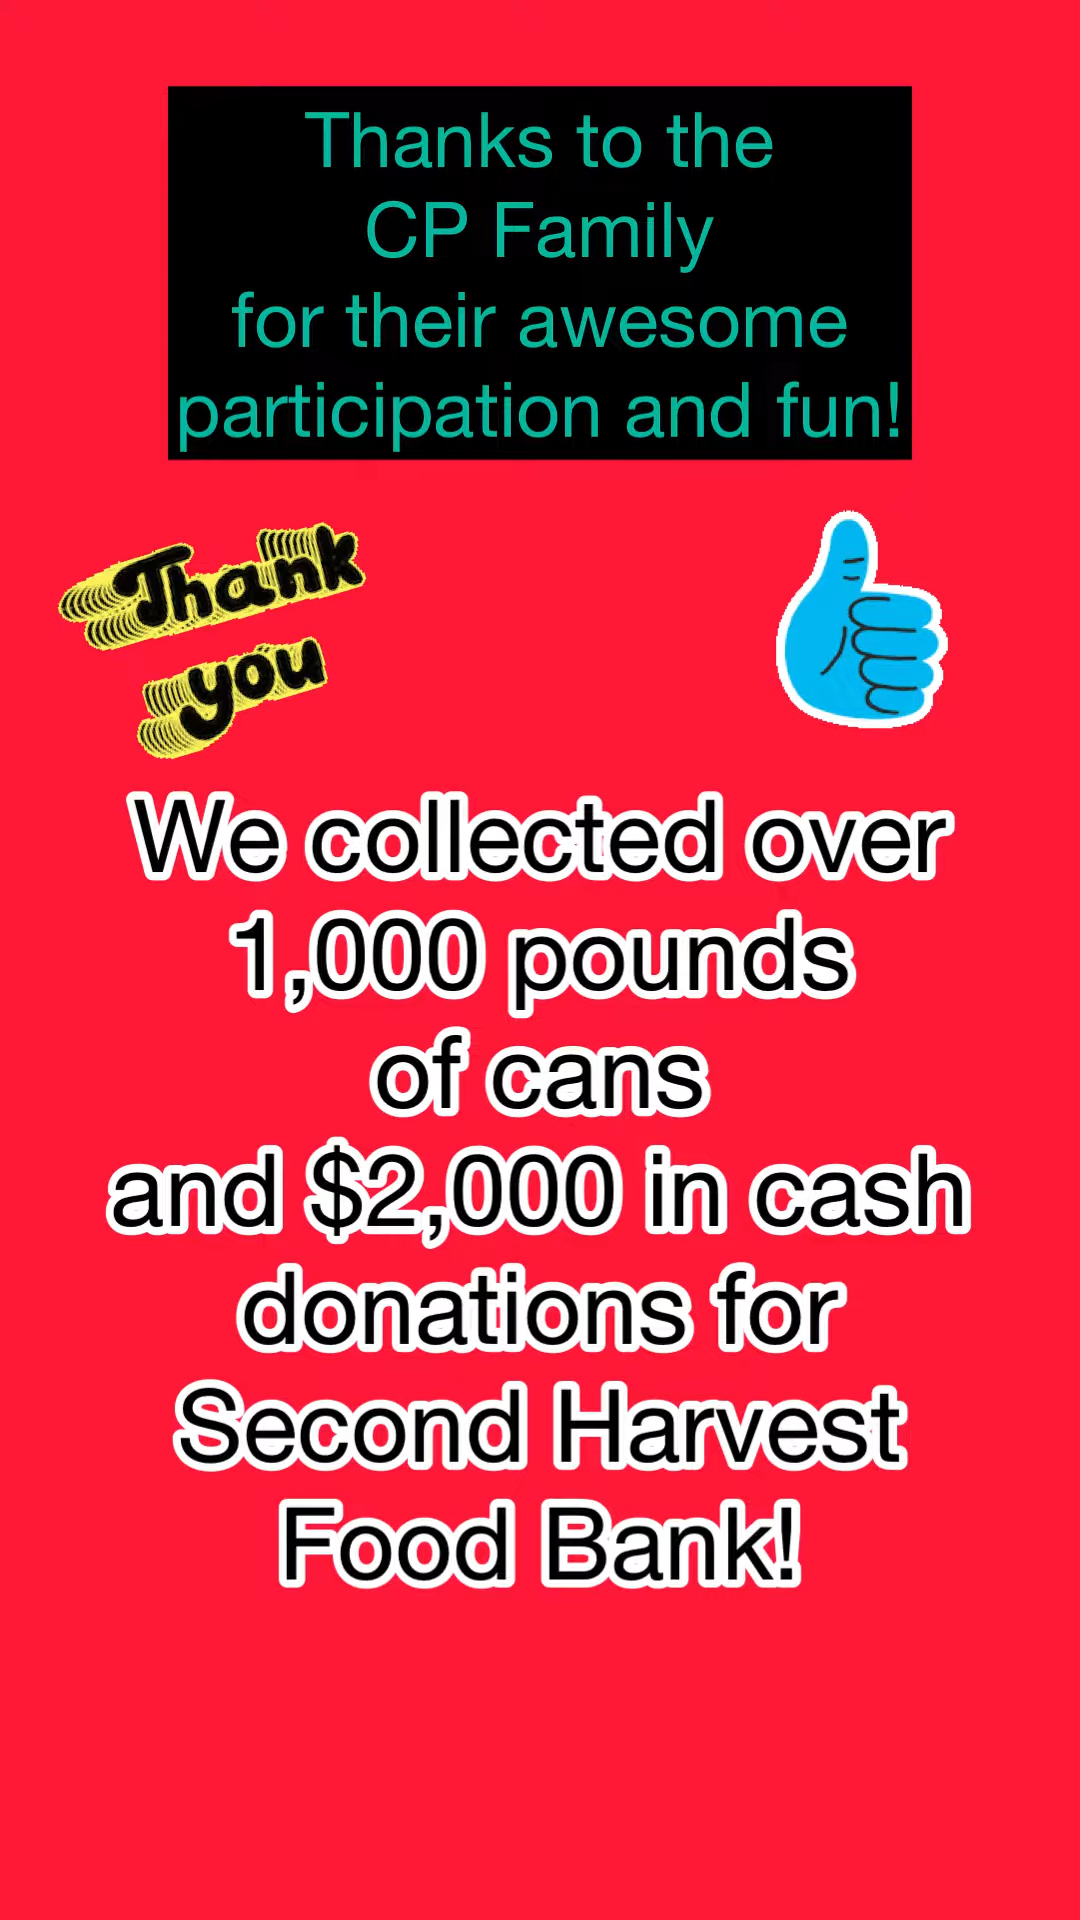 Thanks to the
CP Family
for their awesome
participation and fun!
Thank
you
We collected over
1,000 pounds
of cans
and $2,000 in cash
donations for
Second Harvest
Food Bank!